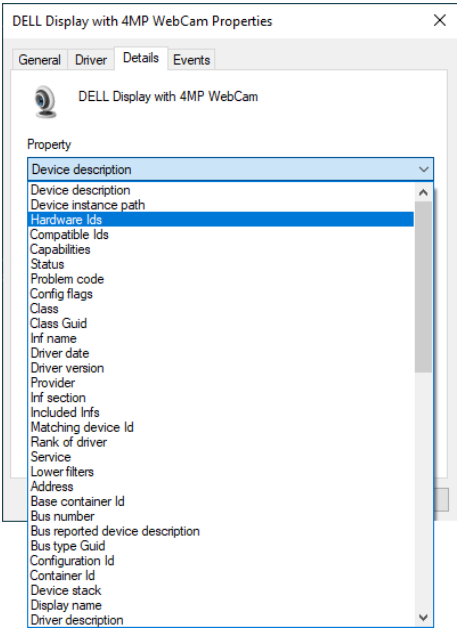 DELL Display with 4MP WebCam Properties
General Driver Details Events
DELL Display with 4MP WebCam
Property
Device description
Device description
Device instance path
Hardware Ids
Compatible Ids
Capabilities
Status
Problem code
Config flags
Class
Class Guid
Inf name
Driver date
Driver version
Provider
Inf section
Included Infs
Matching device Id
Rank of driver
Service
Lower filters
Address
Base container Id
Bus number
Bus reported device description
Bus type Guid
Configuration Id
Container Id
Device stack
Display name
Driver description